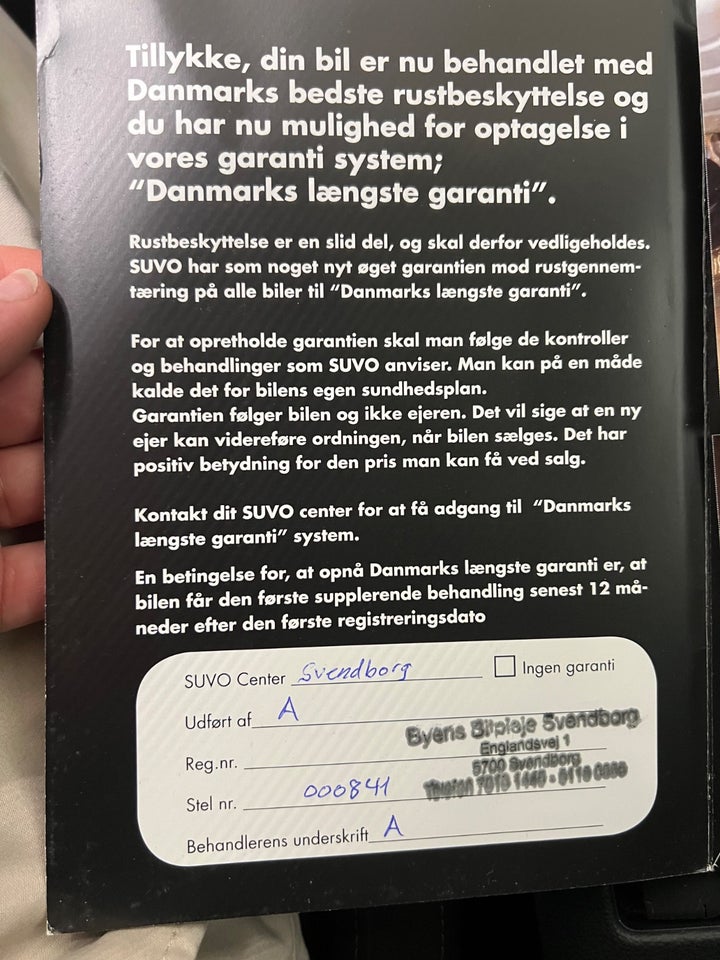 Tillykke, din bil er nu behandlet med
Danmarks bedste rustbeskyttelse og
du har nu mulighed for optagelse i
vores garanti system;
"Danmarks længste garanti".
Rustbeskyttelse er en slid del, og skal derfor vedligeholdes.
SUVO har som noget nyt øget garantien mod rustgennem-
tæring på alle biler til "Danmarks længste garanti".
For at opretholde garantien skal man følge de kontroller
og behandlinger som SUVO anviser. Man kan på en måde
kalde det for bilens egen sundhedsplan.
Garantien følger bilen og ikke ejeren. Det vil sige at en ny
ejer kan videreføre ordningen, når bilen sælges. Det har
positiv betydning for den pris man kan få ved salg.
Kontakt dit SUVO center for at få adgang til "Danmarks
længste garanti" system.
En betingelse for, at opnå Danmarks længste garanti er, at
bilen får den første supplerende behandling senest 12 må-
neder efter den første registreringsdato
SUVO Center Svendborg Ingen garanti
Udført af A
Byens Bilpleje Svendborg
Englandsvej 1
Reg.nr.
5700 Svendborg
Stel nr. 000841
Behandlerens underskrift A